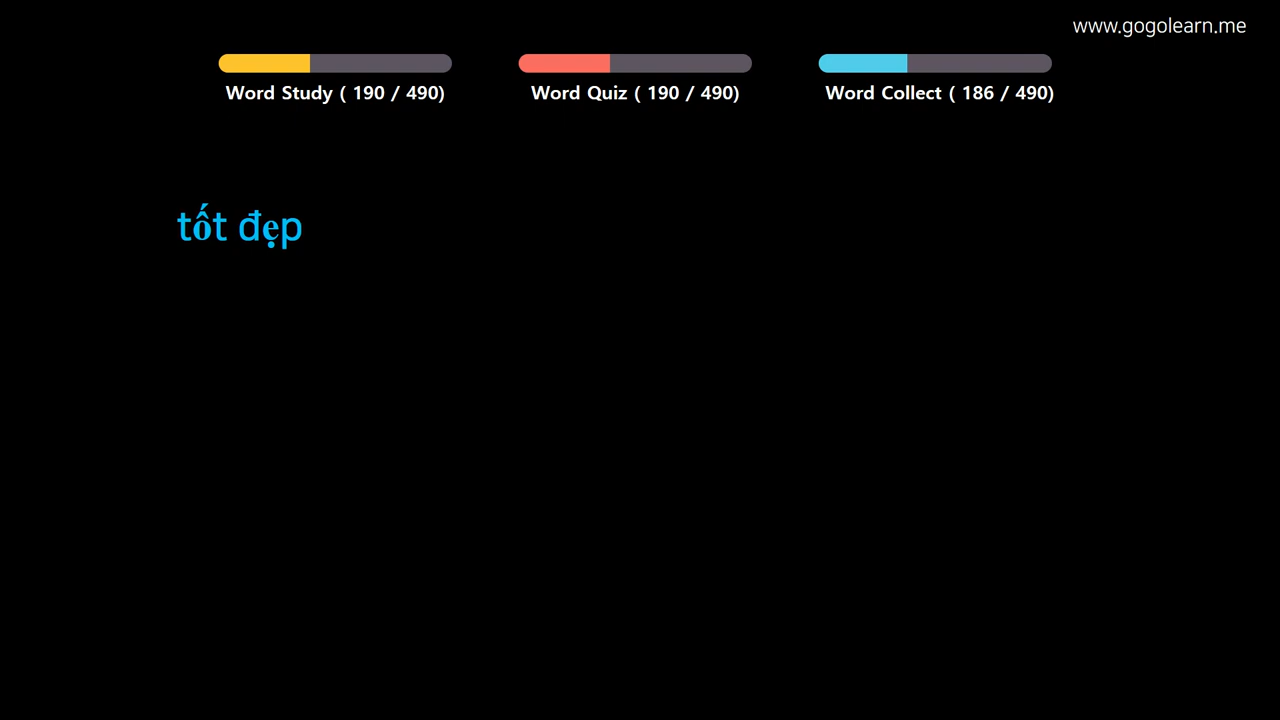 www.gogolearn.me
Word Study ( 190 / 490)
Word Quiz ( 190 / 490)
Word Collect ( 186 / 490)
tốt đẹp